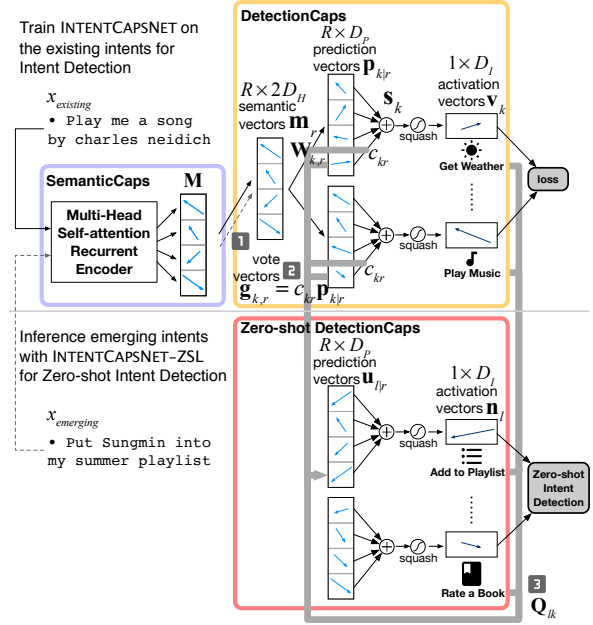 Train INTENTCAPSNET on
the existing intents for
Intent Detection
x_existing
• Play me a song
by charles neidich
SemanticCaps
M
Multi-Head
Self-attention
Recurrent
Encoder
DetectionCaps
R × 2D_H
semantic
vectors m_r
W_k,r
R × D_P
prediction
vectors p_k|r
s_k
squash
c_kr
1 × D_I
activation
vectors v_k
Get Weather
loss
squash
c_kr
Play Music
1
vote
vectors
2
g_k,r = c_kr p_k|r
Inference emerging intents
with INTENTCAPSNET-ZSL
for Zero-shot Intent Detection
x_emerging
• Put Sungmin into
my summer playlist
Zero-shot DetectionCaps
R × D_P
prediction
vectors u_l|r
squash
1 × D_I
activation
vectors n_l
Add to Playlist
Zero-shot
Intent
Detection
squash
Rate a Book
3
Q_lk